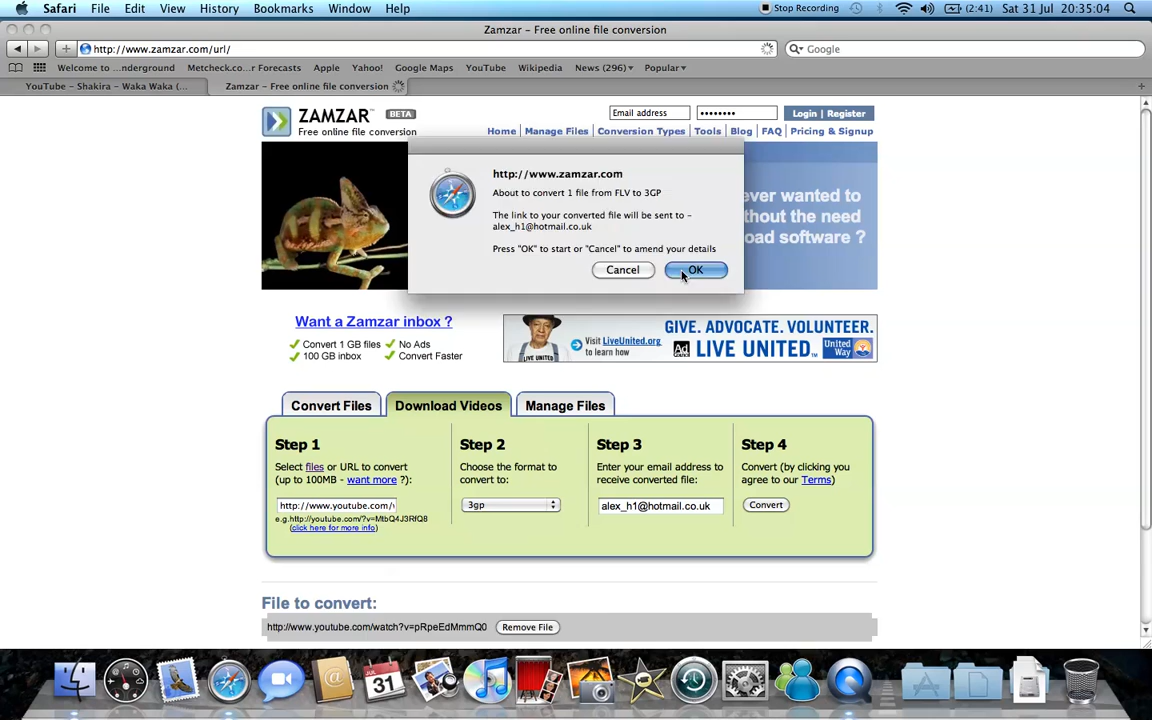 Safari File Edit View History Bookmarks Window Help Stop Recording (2:41) Sat 31 Jul 20:35:04
Zamzar – Free online file conversion
http://www.zamzar.com/url/ Google
Welcome to ...nderground Metcheck.co...r Forecasts Apple Yahoo! Google Maps YouTube Wikipedia News (296) Popular
YouTube – Shakira – Waka Waka (... Zamzar – Free online file conversion
ZAMZAR™ BETA
Free online file conversion
Email address •••••••• Login | Register
Home Manage Files Conversion Types Tools Blog FAQ Pricing & Signup
http://www.zamzar.com
About to convert 1 file from FLV to 3GP
The link to your converted file will be sent to –
alex_h1@hotmail.co.uk
Press "OK" to start or "Cancel" to amend your details
Cancel OK
ever wanted to
thout the need
oad software ?
Want a Zamzar inbox ?
Convert 1 GB files No Ads
100 GB inbox Convert Faster
Visit LiveUnited.org
to learn how
LIVE UNITED
GIVE. ADVOCATE. VOLUNTEER.
Ad Council LIVE UNITED™ United Way
Convert Files Download Videos Manage Files
Step 1
Select files or URL to convert
(up to 100MB - want more ?):
http://www.youtube.com/
e.g.http://youtube.com/?v=MtbQ4J3RfQ8
(click here for more info)
Step 2
Choose the format to
convert to:
3gp
Step 3
Enter your email address to
receive converted file:
alex_h1@hotmail.co.uk
Step 4
Convert (by clicking you
agree to our Terms)
Convert
File to convert:
http://www.youtube.com/watch?v=pRpeEdMmmQ0 Remove File
JUL
31